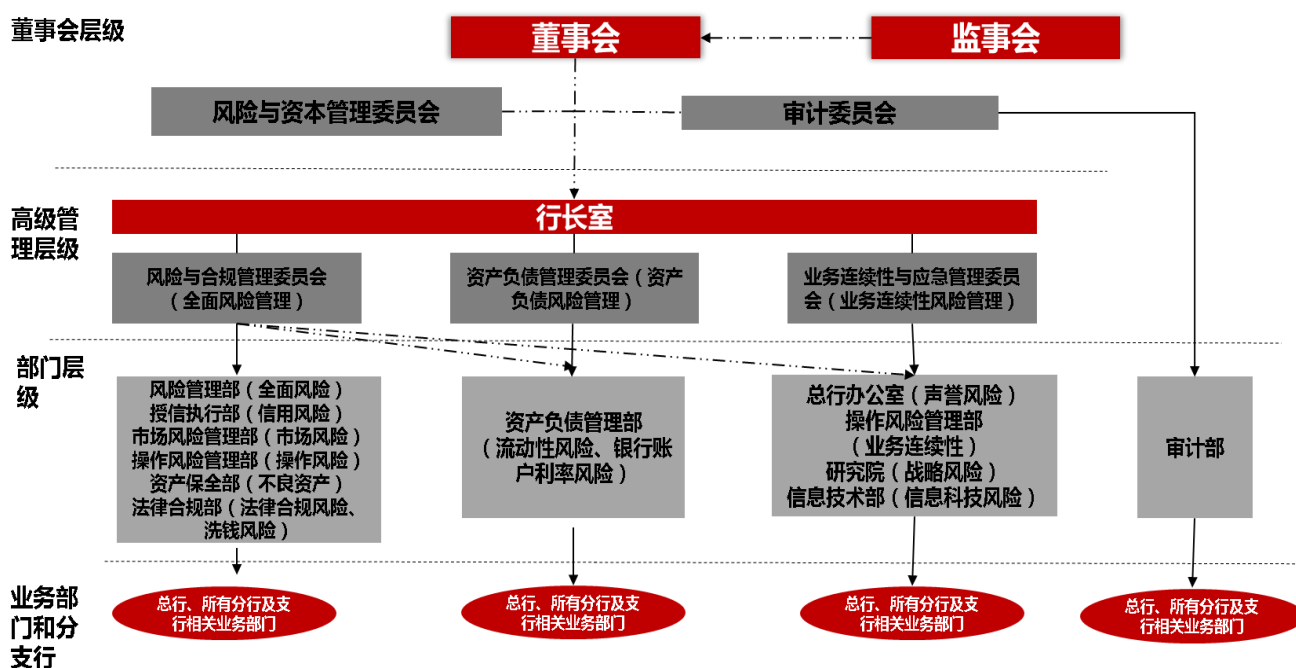 董事会层级
董事会
监事会
风险与资本管理委员会
审计委员会
高级管
理层级
行长室
风险与合规管理委员会
（全面风险管理）
资产负债管理委员会（资产
负债风险管理）
业务连续性与应急管理委员
会（业务连续性风险管理）
部门层
级
风险管理部（全面风险）
授信执行部（信用风险）
市场风险管理部（市场风险）
操作风险管理部（操作风险）
资产保全部（不良资产）
法律合规部（法律合规风险、
洗钱风险）
资产负债管理部
（流动性风险、银行账
户利率风险）
总行办公室（声誉风险）
操作风险管理部
（业务连续性）
研究院（战略风险）
信息技术部（信息科技风险）
审计部
业务部
门和分
支行
总行、所有分行及支
行相关业务部门
总行、所有分行及支
行相关业务部门
总行、所有分行及支
行相关业务部门
总行、所有分行及支
行相关业务部门